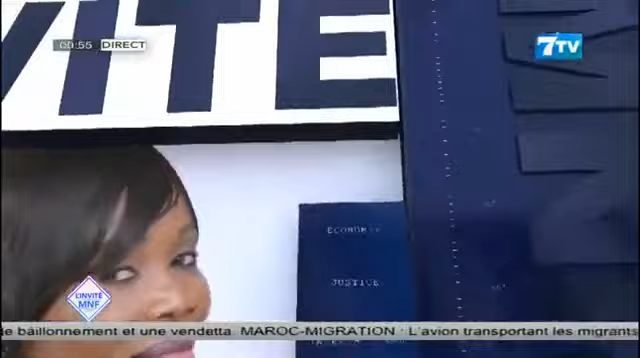 VITE
00:55 DIRECT
7TV
ECONOMIE
JUSTICE
L'INVITÉ
MNF
de bâillonnement et une vendetta MAROC-MIGRATION : L'avion transportant les migrants